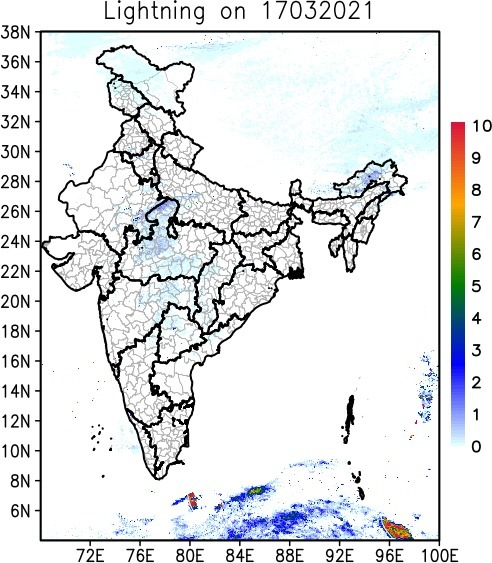 Lightning on 17032021
38N
36N
34N
32N
30N
28N
26N
24N
22N
20N
18N
16N
14N
12N
10N
8N
6N
72E 76E 80E 84E 88E 92E 96E 100E
10
9
8
7
6
5
4
3
2
1
0